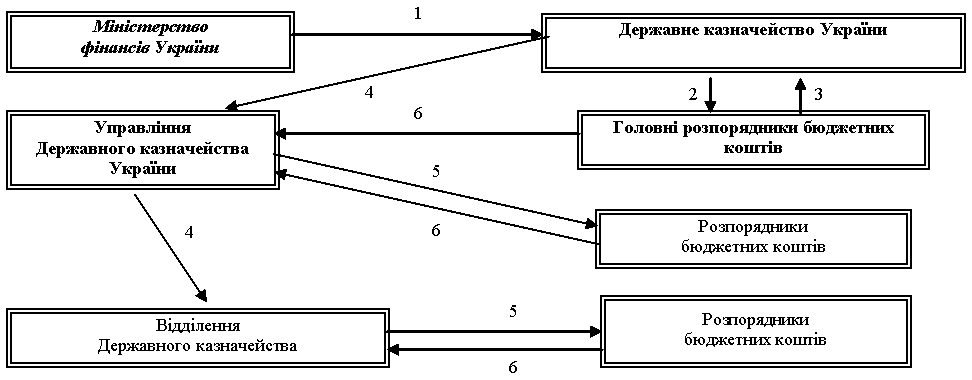 1
Міністерство
фінансів України
Державне казначейство України
4
2
3
6
Управління
Державного казначейства
України
Головні розпорядники бюджетних
коштів
5
6
4
Розпорядники
бюджетних коштів
5
Відділення
Державного казначейства
Розпорядники
бюджетних коштів
6